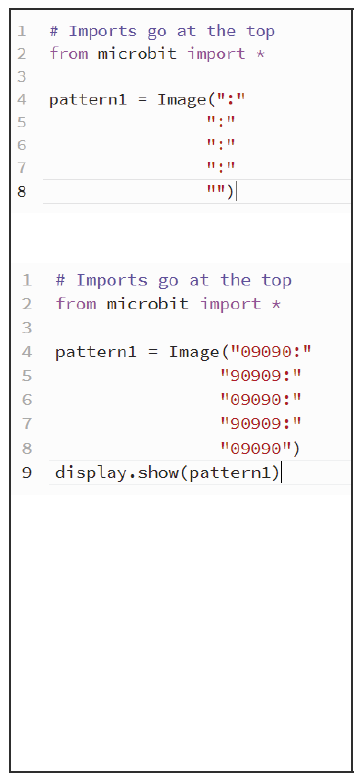 1 # Imports go at the top
2 from microbit import *
3
4 pattern1 = Image(":"
5 ":"
6 ":"
7 ":"
8 "")
1 # Imports go at the top
2 from microbit import *
3
4 pattern1 = Image("09090:"
5 "90909:"
6 "09090:"
7 "90909:"
8 "09090")
9 display.show(pattern1)